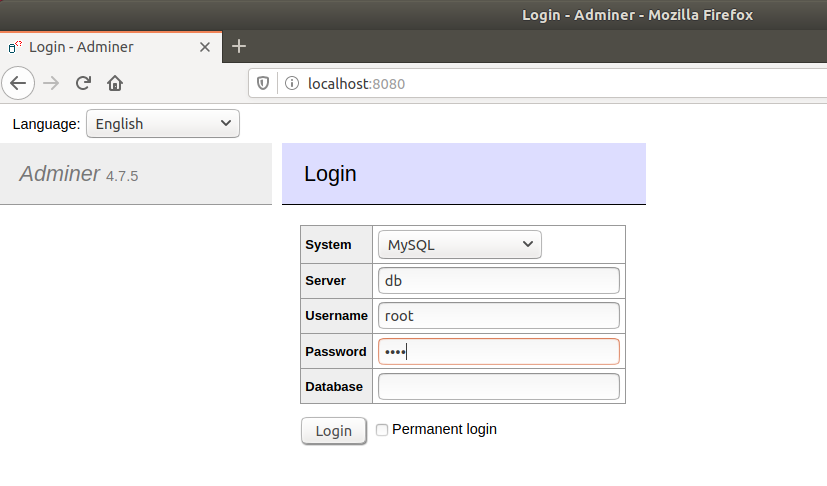 Login - Adminer - Mozilla Firefox
Login - Adminer
localhost:8080
Language: English
Adminer 4.7.5
Login
System MySQL
Server db
Username root
Password ••••
Database
Login Permanent login